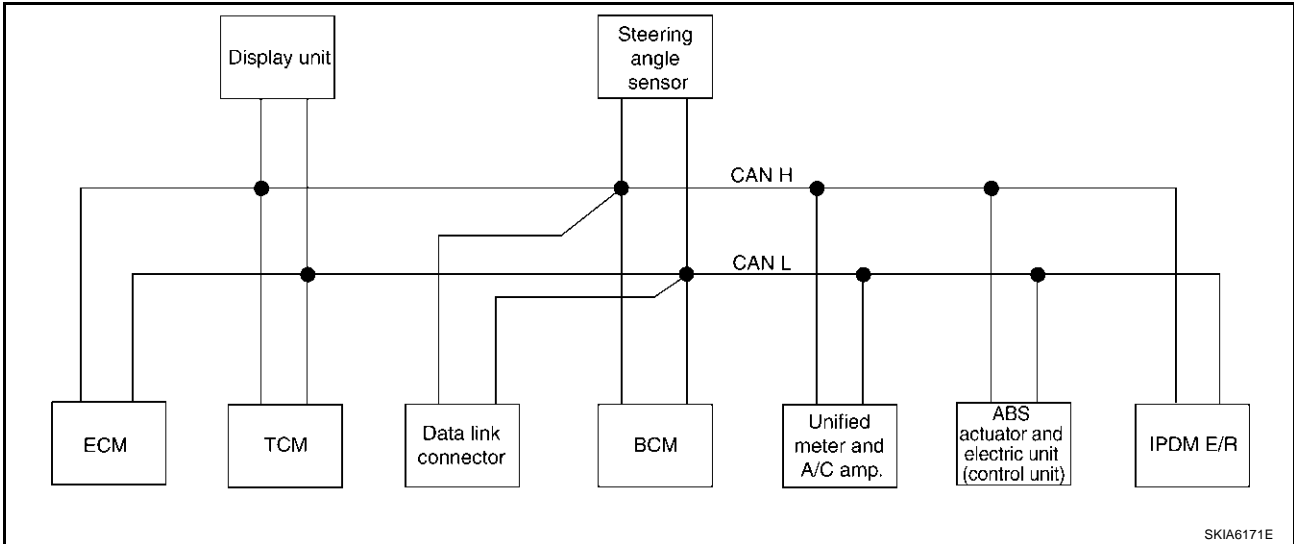 Display unit
Steering
angle
sensor
CAN H
CAN L
ECM
TCM
Data link
connector
BCM
Unified
meter and
A/C amp.
ABS
actuator and
electric unit
(control unit)
IPDM E/R
SKIA6171E